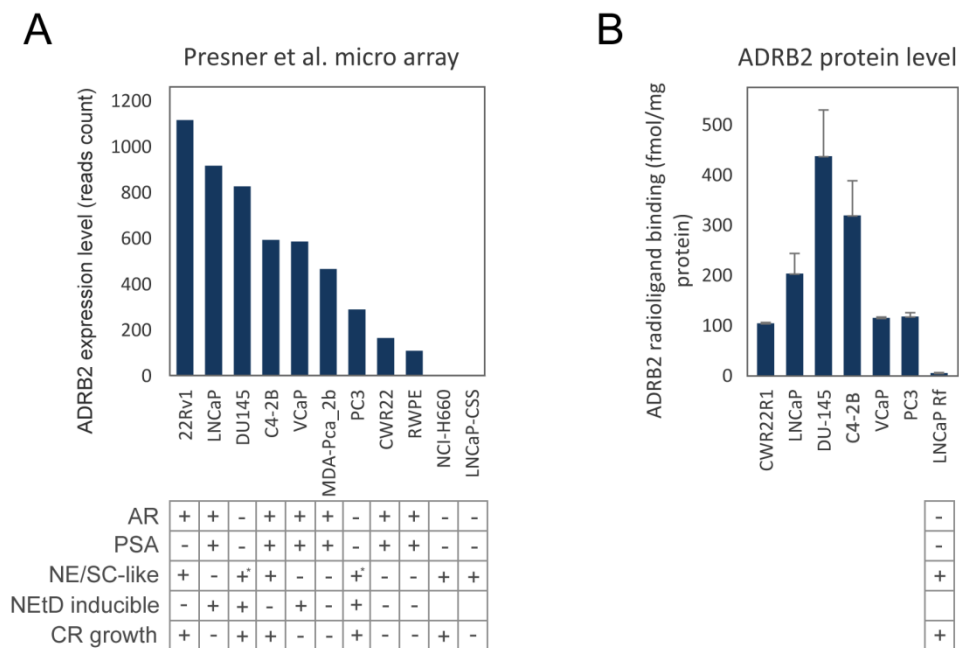 A
Presner et al. micro array
ADRB2 expression level (reads count)
1200
1000
800
600
400
200
0
22Rv1
LNCaP
DU145
C4-2B
VCaP
MDA-Pca_2b
PC3
CWR22
RWPE
NCI-H660
LNCaP-CSS
AR + + - + + + - + + - -
PSA - + - + + + - + + - -
NE/SC-like + - +* + - - +* - - + +
NEtD inducible - + + - + - + - -
CR growth + - + + - - + - - + -
B
ADRB2 protein level
ADRB2 radioligand binding (fmol/mg
protein)
500
400
300
200
100
0
CWR22R1
LNCaP
DU-145
C4-2B
VCaP
PC3
LNCaP Rf
-
-
+
+